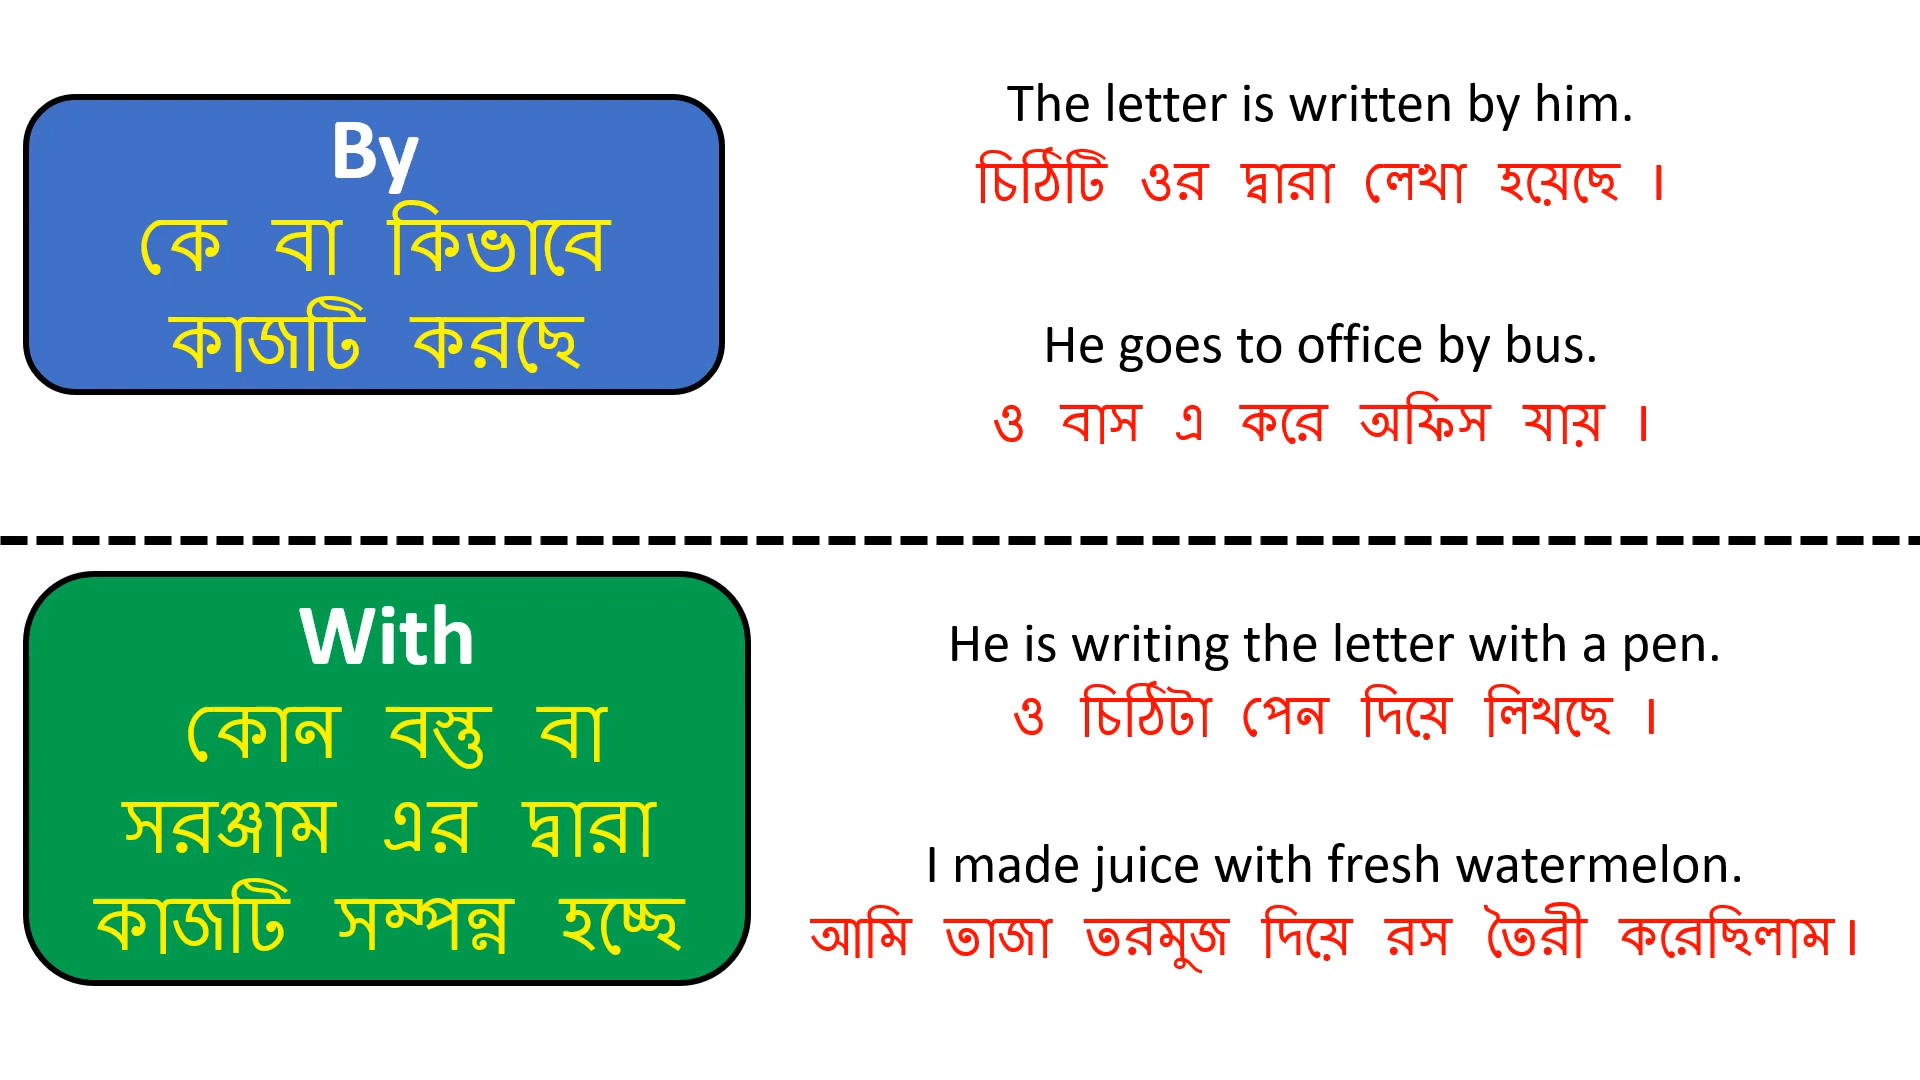 By
কে বা কিভাবে
কাজটি করছে
The letter is written by him.
চিঠিটি ওর দ্বারা লেখা হয়েছে ।
He goes to office by bus.
ও বাস এ করে অফিস যায় ।
With
কোন বস্তু বা
সরঞ্জাম এর দ্বারা
কাজটি সম্পন্ন হচ্ছে
He is writing the letter with a pen.
ও চিঠিটা পেন দিয়ে লিখছে ।
I made juice with fresh watermelon.
আমি তাজা তরমুজ দিয়ে রস তৈরী করেছিলাম।